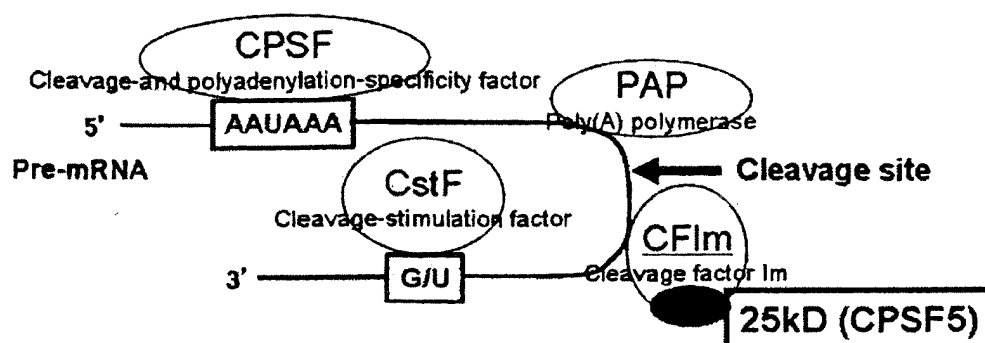 CPSF
Cleavage-and polyadenylation-specificity factor
PAP
Poly(A) polymerase
5'
AAUAAA
Pre-mRNA
Cleavage site
CstF
Cleavage-stimulation factor
CFIm
Cleavage factor Im
3'
G/U
25kD (CPSF5)